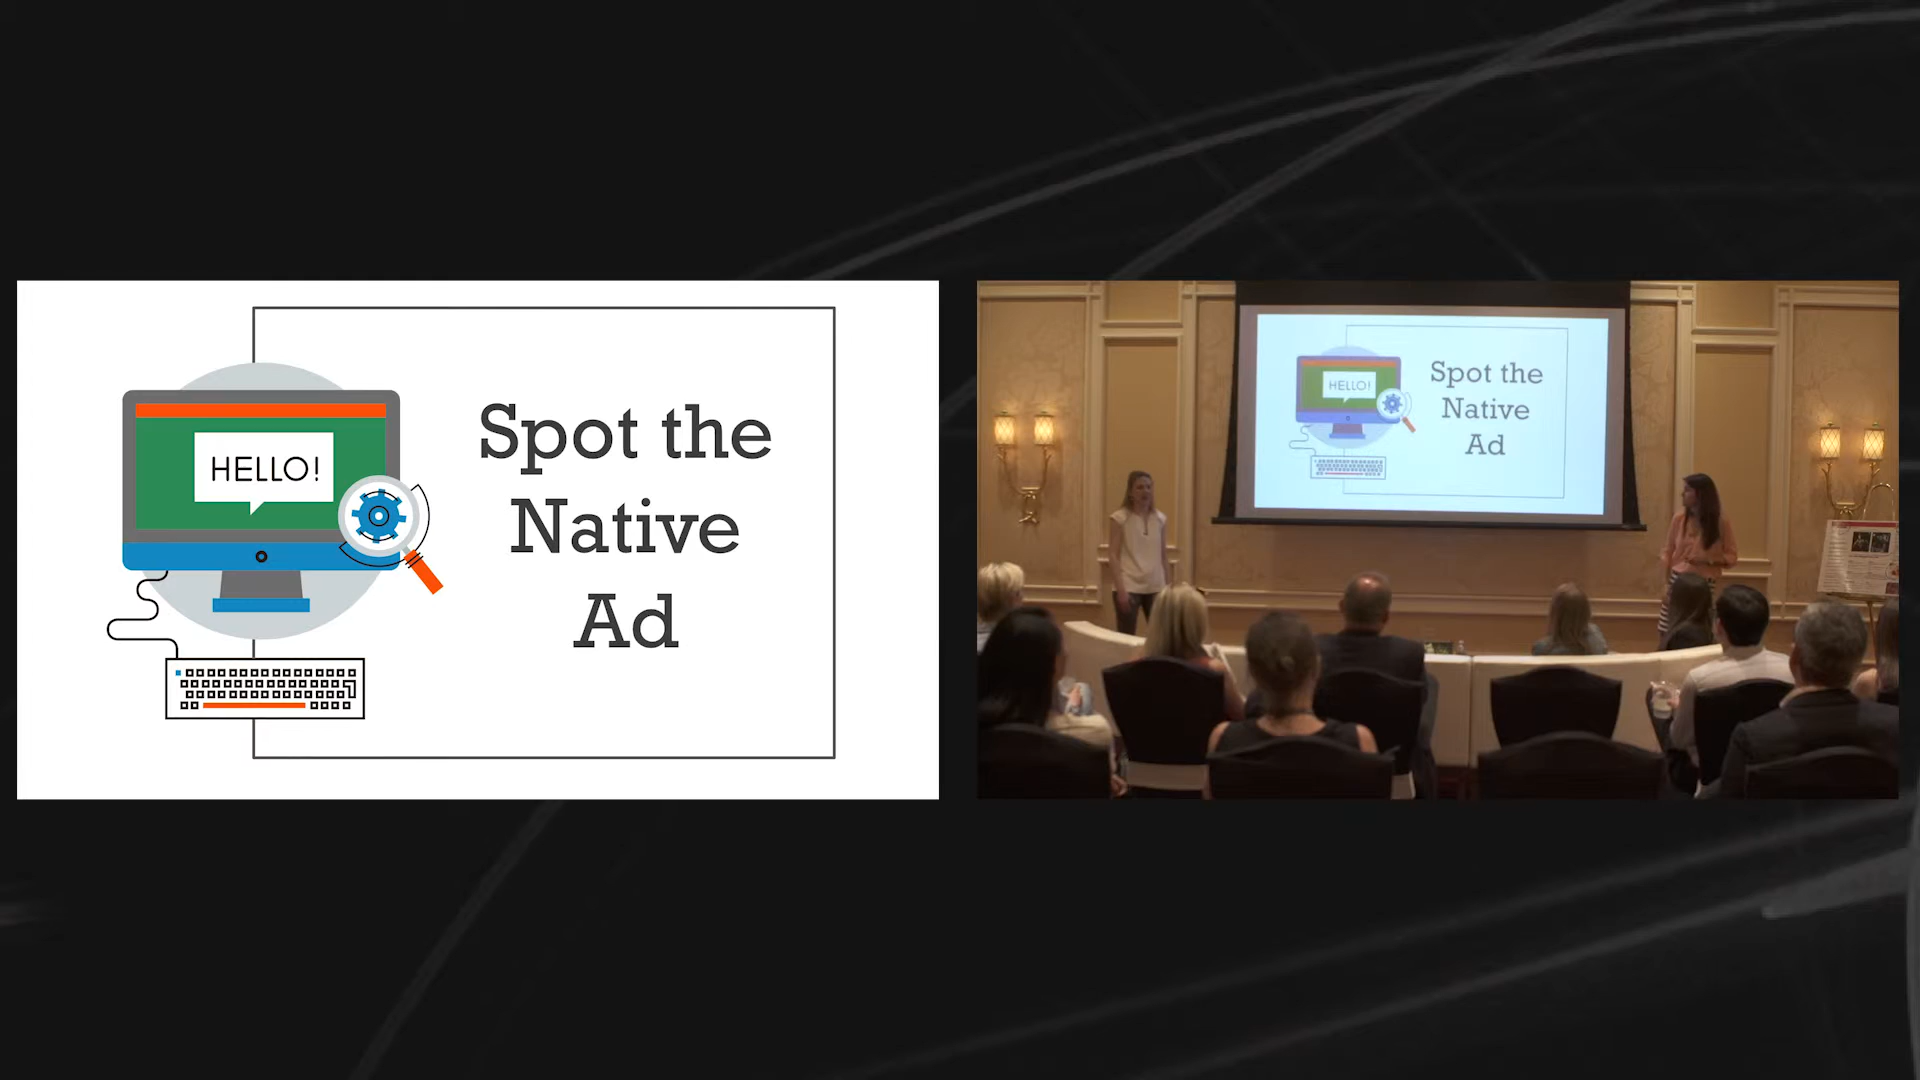 HELLO!
Spot the
Native
Ad
HELLO!
Spot the
Native
Ad